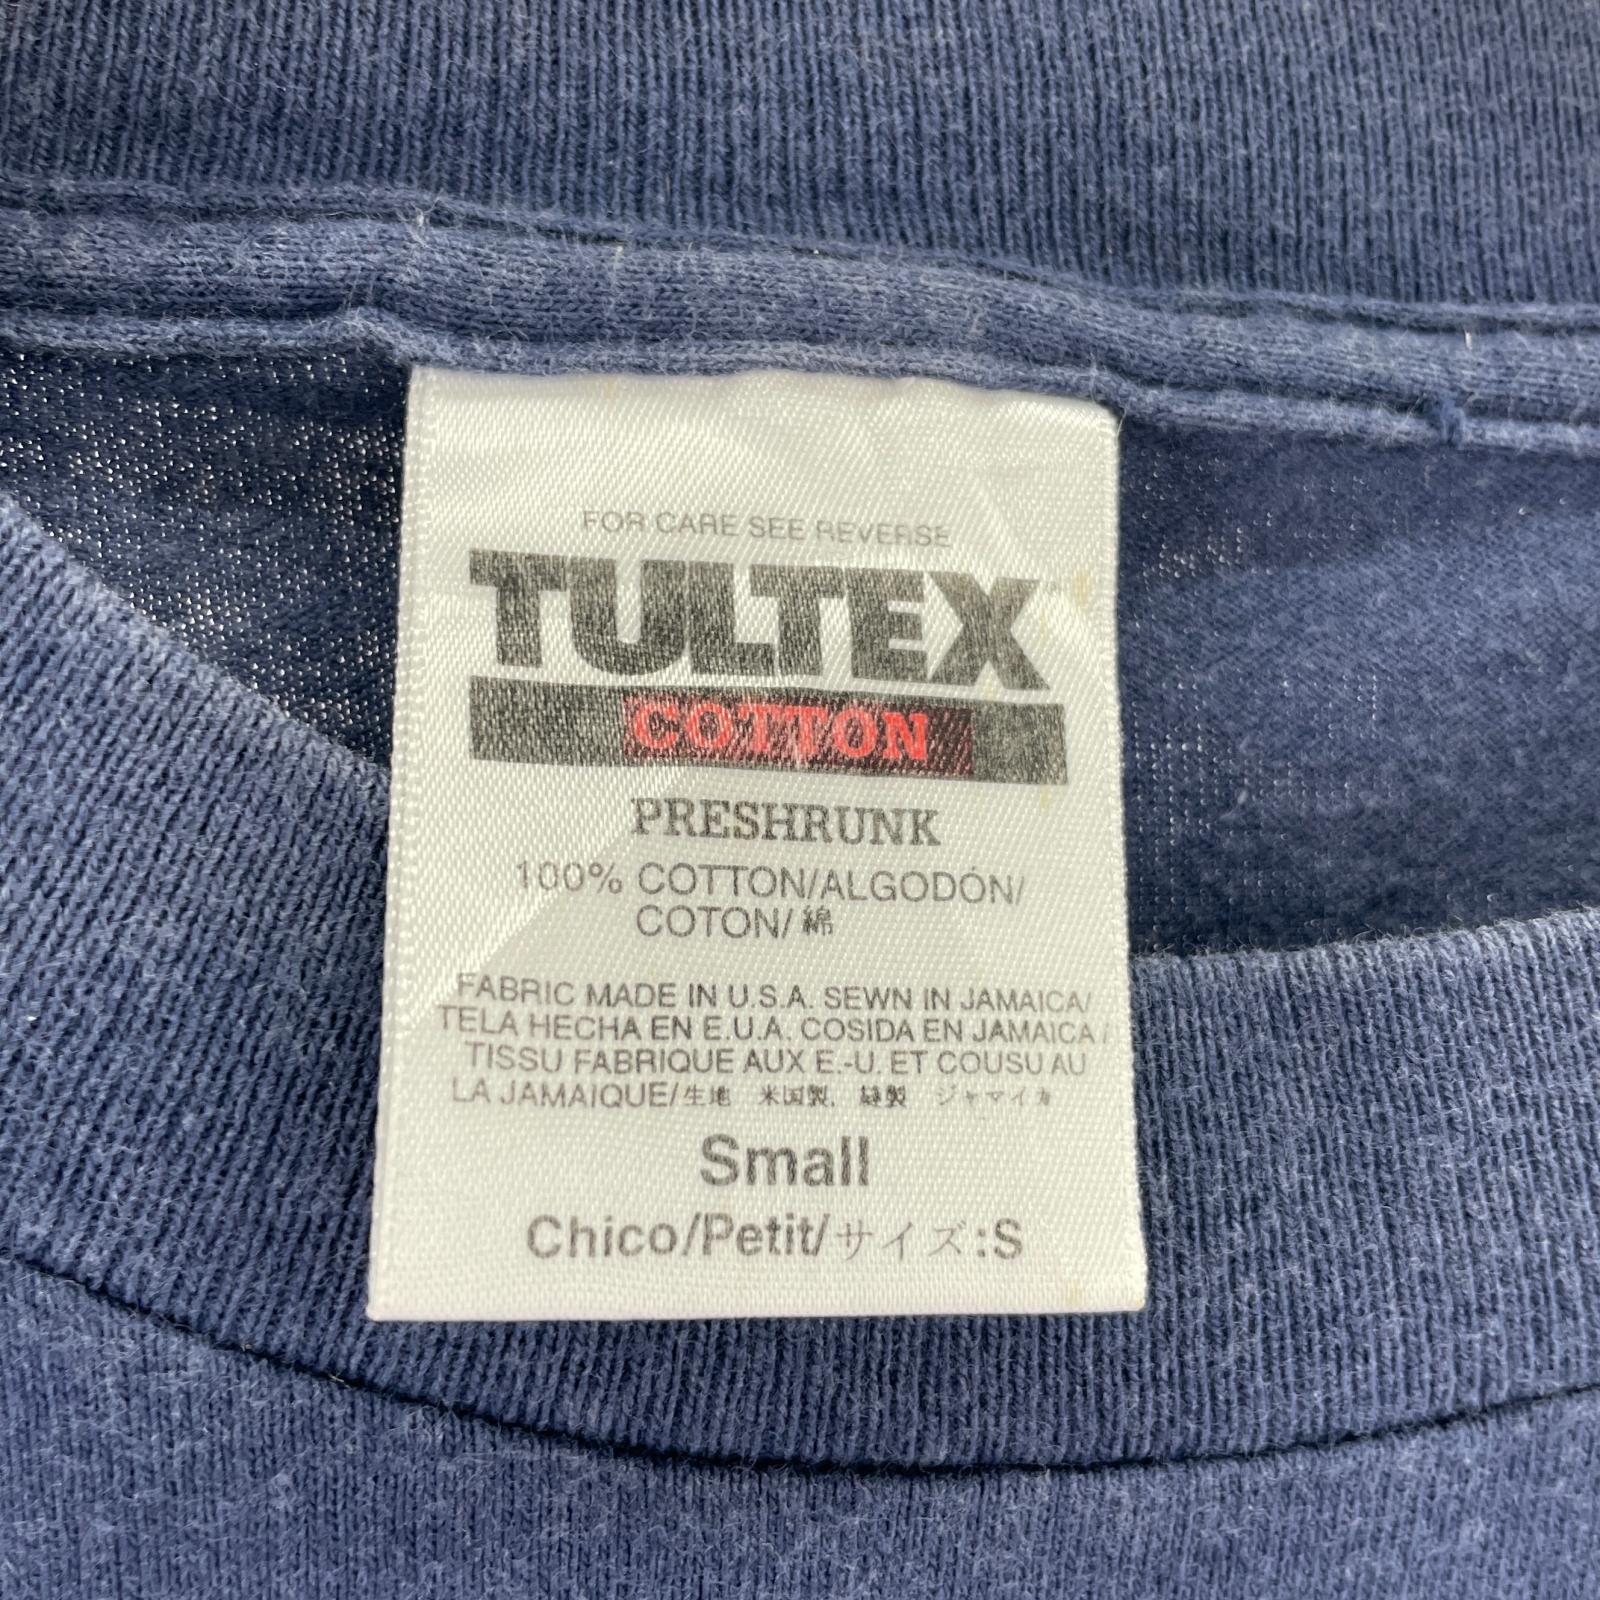 FOR CARE SEE REVERSE
TULTEX
COTTON
PRESHRUNK
100% COTTON/ALGODÓN/
COTON/綿
FABRIC MADE IN U.S.A. SEWN IN JAMAICA/
TELA HECHA EN E.U.A. COSIDA EN JAMAICA/
TISSU FABRIQUE AUX E.-U. ET COUSU AU
LA JAMAIQUE/生地 米国製, 縫製 ジャマイカ
Small
Chico/Petit/サイズ:S